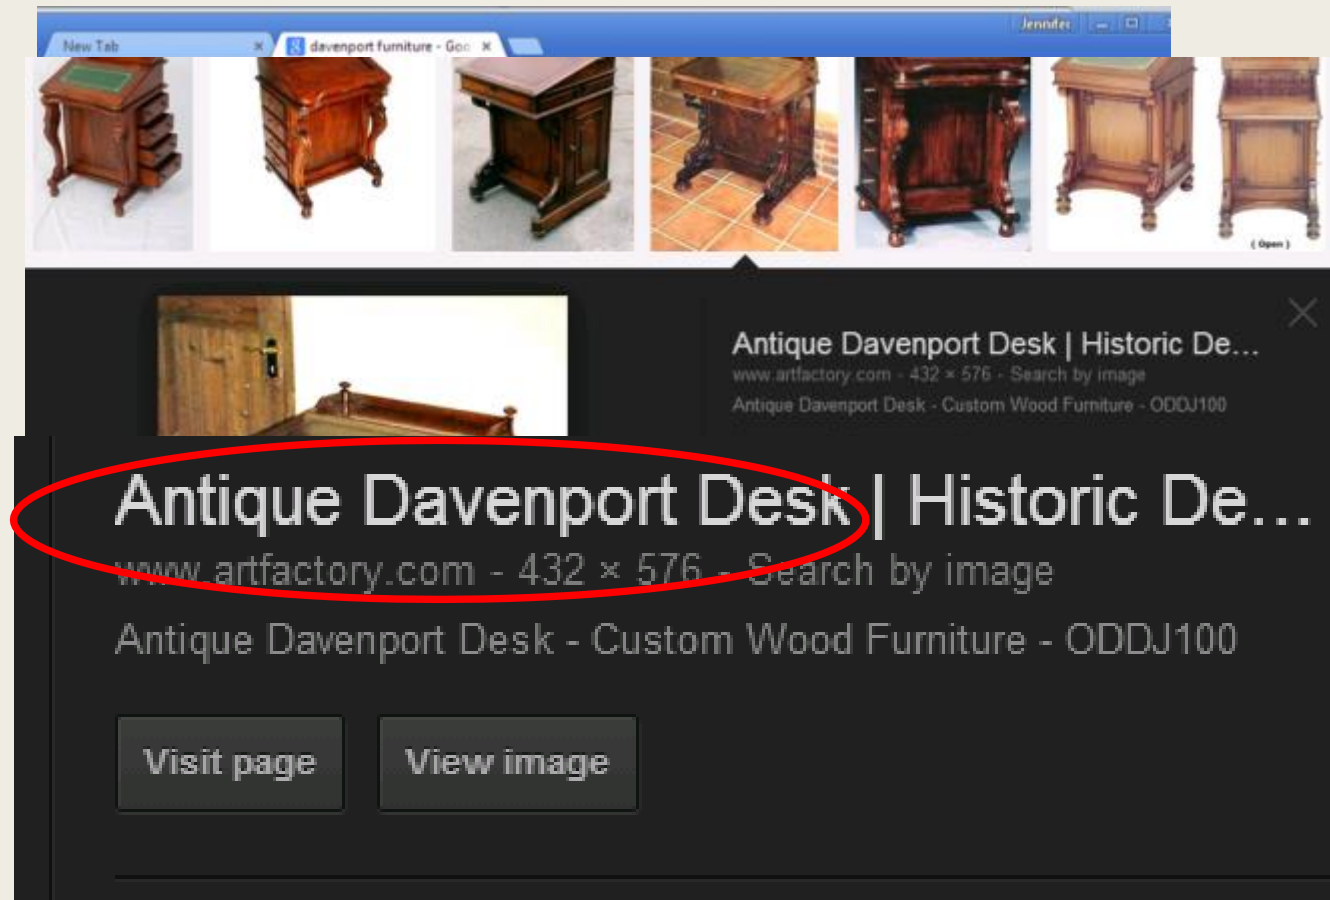 Jennifer
New Tab
davenport furniture - Goo
( Open )
Antique Davenport Desk | Historic De...
www.artfactory.com - 432 × 576 - Search by image
Antique Davenport Desk - Custom Wood Furniture - ODDJ100
Antique Davenport Desk | Historic De...
www.artfactory.com - 432 × 576 - Search by image
Antique Davenport Desk - Custom Wood Furniture - ODDJ100
Visit page
View image